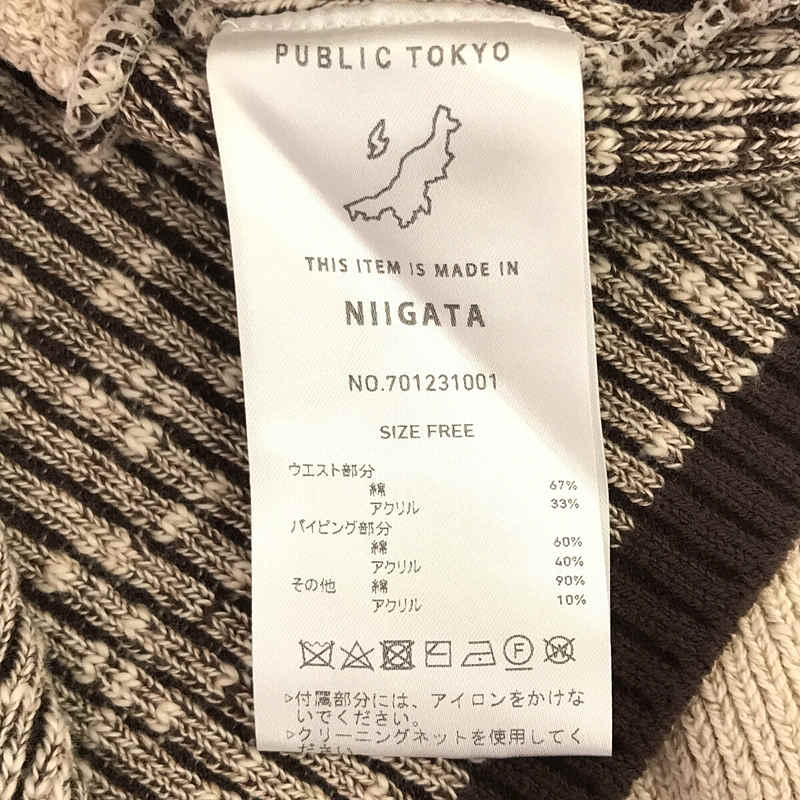 PUBLIC TOKYO
THIS ITEM IS MADE IN
NIIGATA
NO.701231001
SIZE FREE
ウエスト部分
綿 67%
アクリル 33%
パイピング部分
綿 60%
アクリル 40%
その他 綿 90%
アクリル 10%
F W
▷付属部分には、アイロンをかけな
いでください。
▷クリーニングネットを使用してく
ださい。